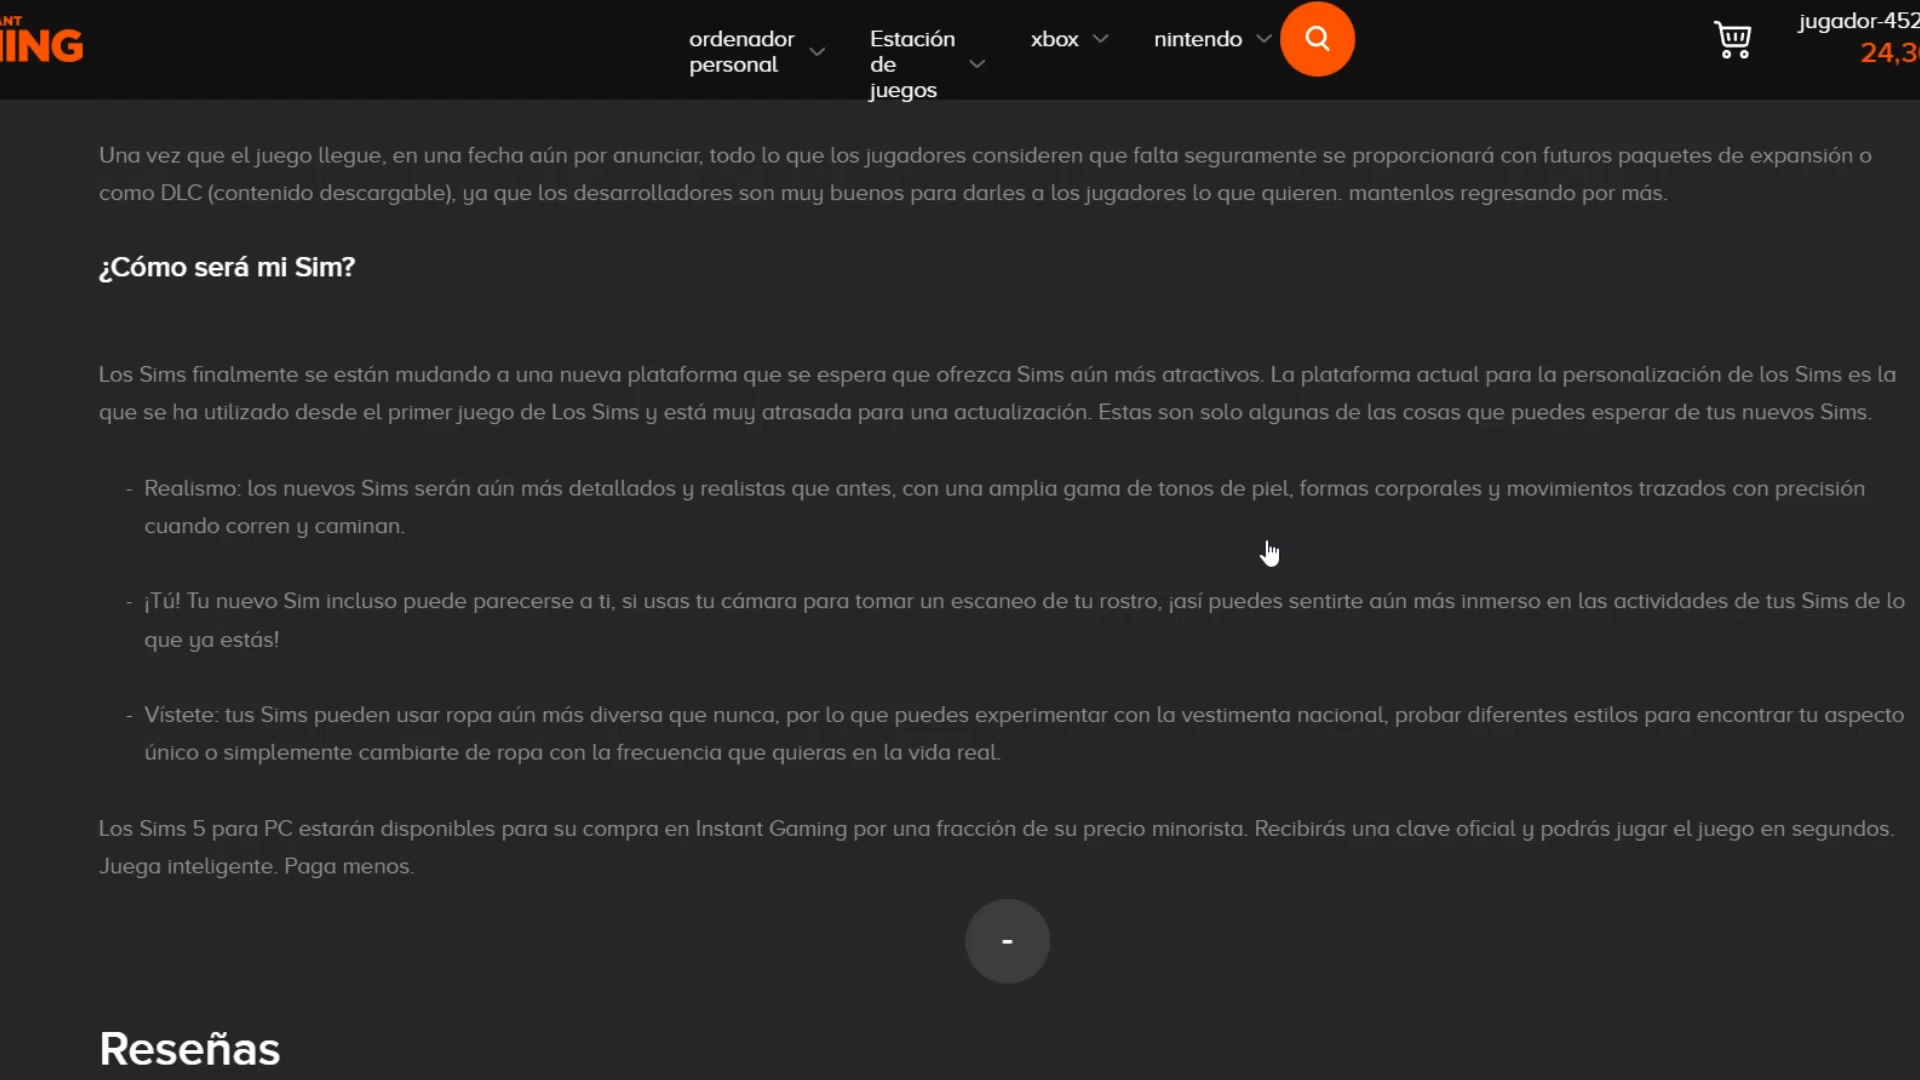 ANT
ING
ordenador
personal
Estación
de
juegos
xbox
nintendo
jugador-452
24,3
Una vez que el juego llegue, en una fecha aún por anunciar, todo lo que los jugadores consideren que falta seguramente se proporcionará con futuros paquetes de expansión o
como DLC (contenido descargable), ya que los desarrolladores son muy buenos para darles a los jugadores lo que quieren. mantenlos regresando por más.
¿Cómo será mi Sim?
Los Sims finalmente se están mudando a una nueva plataforma que se espera que ofrezca Sims aún más atractivos. La plataforma actual para la personalización de los Sims es la
que se ha utilizado desde el primer juego de Los Sims y está muy atrasada para una actualización. Estas son solo algunas de las cosas que puedes esperar de tus nuevos Sims.
- Realismo: los nuevos Sims serán aún más detallados y realistas que antes, con una amplia gama de tonos de piel, formas corporales y movimientos trazados con precisión
cuando corren y caminan.
- ¡Tú! Tu nuevo Sim incluso puede parecerse a ti, si usas tu cámara para tomar un escaneo de tu rostro, ¡así puedes sentirte aún más inmerso en las actividades de tus Sims de lo
que ya estás!
- Vístete: tus Sims pueden usar ropa aún más diversa que nunca, por lo que puedes experimentar con la vestimenta nacional, probar diferentes estilos para encontrar tu aspecto
único o simplemente cambiarte de ropa con la frecuencia que quieras en la vida real.
Los Sims 5 para PC estarán disponibles para su compra en Instant Gaming por una fracción de su precio minorista. Recibirás una clave oficial y podrás jugar el juego en segundos.
Juega inteligente. Paga menos.
-
Reseñas